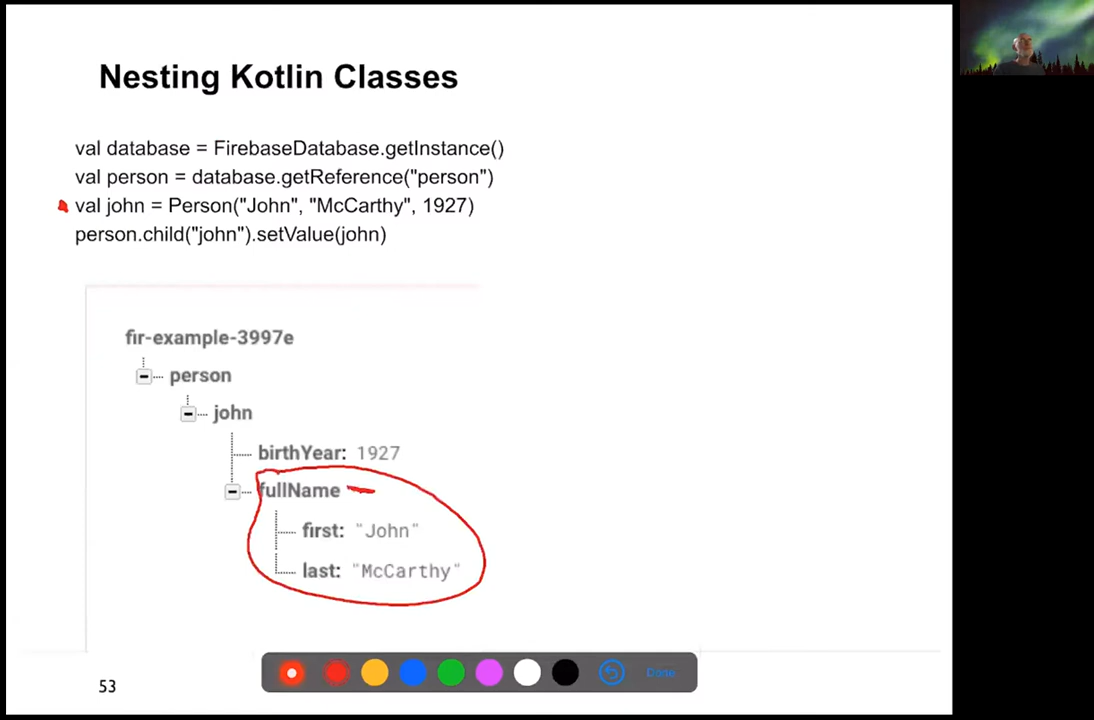 Nesting Kotlin Classes
val database = FirebaseDatabase.getInstance()
val person = database.getReference("person")
val john = Person("John", "McCarthy", 1927)
person.child("john").setValue(john)
fir-example-3997e
person
john
birthYear: 1927
fullName
first: "John"
last: "McCarthy"
53
Done